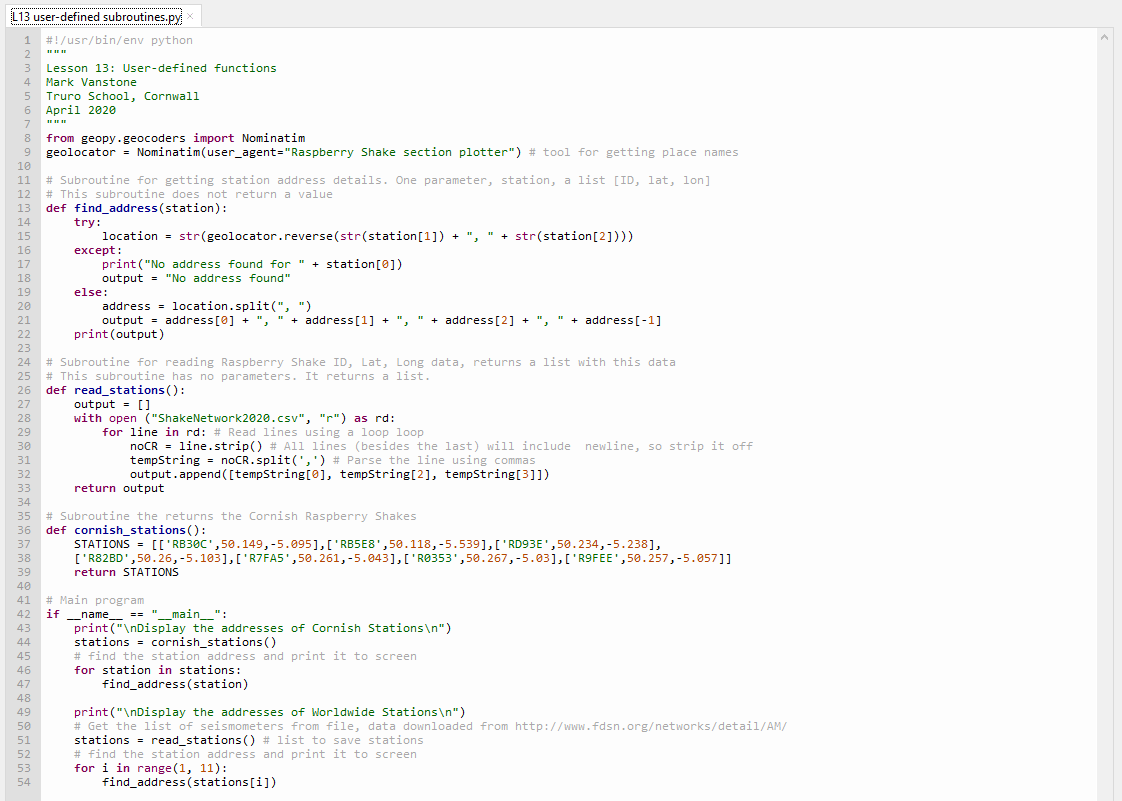 L13 user-defined subroutines.py ×
1 #!/usr/bin/env python
2 """
3 Lesson 13: User-defined functions
4 Mark Vanstone
5 Truro School, Cornwall
6 April 2020
7 """
8 from geopy.geocoders import Nominatim
9 geolocator = Nominatim(user_agent="Raspberry Shake section plotter") # tool for getting place names
10
11 # Subroutine for getting station address details. One parameter, station, a list [ID, lat, lon]
12 # This subroutine does not return a value
13 def find_address(station):
14     try:
15         location = str(geolocator.reverse(str(station[1]) + ", " + str(station[2])))
16     except:
17         print("No address found for " + station[0])
18         output = "No address found"
19     else:
20         address = location.split(", ")
21         output = address[0] + ", " + address[1] + ", " + address[2] + ", " + address[-1]
22     print(output)
23
24 # Subroutine for reading Raspberry Shake ID, Lat, Long data, returns a list with this data
25 # This subroutine has no parameters. It returns a list.
26 def read_stations():
27     output = []
28     with open ("ShakeNetwork2020.csv", "r") as rd:
29         for line in rd: # Read lines using a loop loop
30             noCR = line.strip() # All lines (besides the last) will include  newline, so strip it off
31             tempString = noCR.split(',') # Parse the line using commas
32             output.append([tempString[0], tempString[2], tempString[3]])
33     return output
34
35 # Subroutine the returns the Cornish Raspberry Shakes
36 def cornish_stations():
37     STATIONS = [['RB30C',50.149,-5.095],['RB5E8',50.118,-5.539],['RD93E',50.234,-5.238],
38     ['R82BD',50.26,-5.103],['R7FA5',50.261,-5.043],['R0353',50.267,-5.03],['R9FEE',50.257,-5.057]]
39     return STATIONS
40
41 # Main program
42 if __name__ == "__main__":
43     print("\nDisplay the addresses of Cornish Stations\n")
44     stations = cornish_stations()
45     # find the station address and print it to screen
46     for station in stations:
47         find_address(station)
48
49     print("\nDisplay the addresses of Worldwide Stations\n")
50     # Get the list of seismometers from file, data downloaded from http://www.fdsn.org/networks/detail/AM/
51     stations = read_stations() # list to save stations
52     # find the station address and print it to screen
53     for i in range(1, 11):
54         find_address(stations[i])